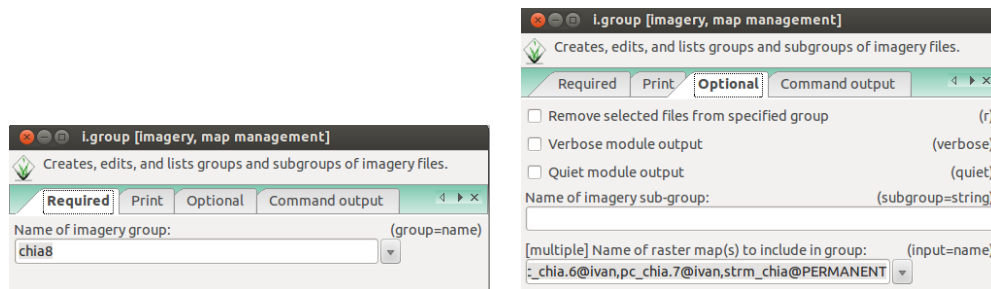 i.group [imagery, map management]
Creates, edits, and lists groups and subgroups of imagery files.
Required Print Optional Command output
Name of imagery group: (group=name)
chia8
i.group [imagery, map management]
Creates, edits, and lists groups and subgroups of imagery files.
Required Print Optional Command output
Remove selected files from specified group (r)
Verbose module output (verbose)
Quiet module output (quiet)
Name of imagery sub-group: (subgroup=string)
[multiple] Name of raster map(s) to include in group: (input=name)
c_chia.6@ivan,pc_chia.7@ivan,strm_chia@PERMANENT